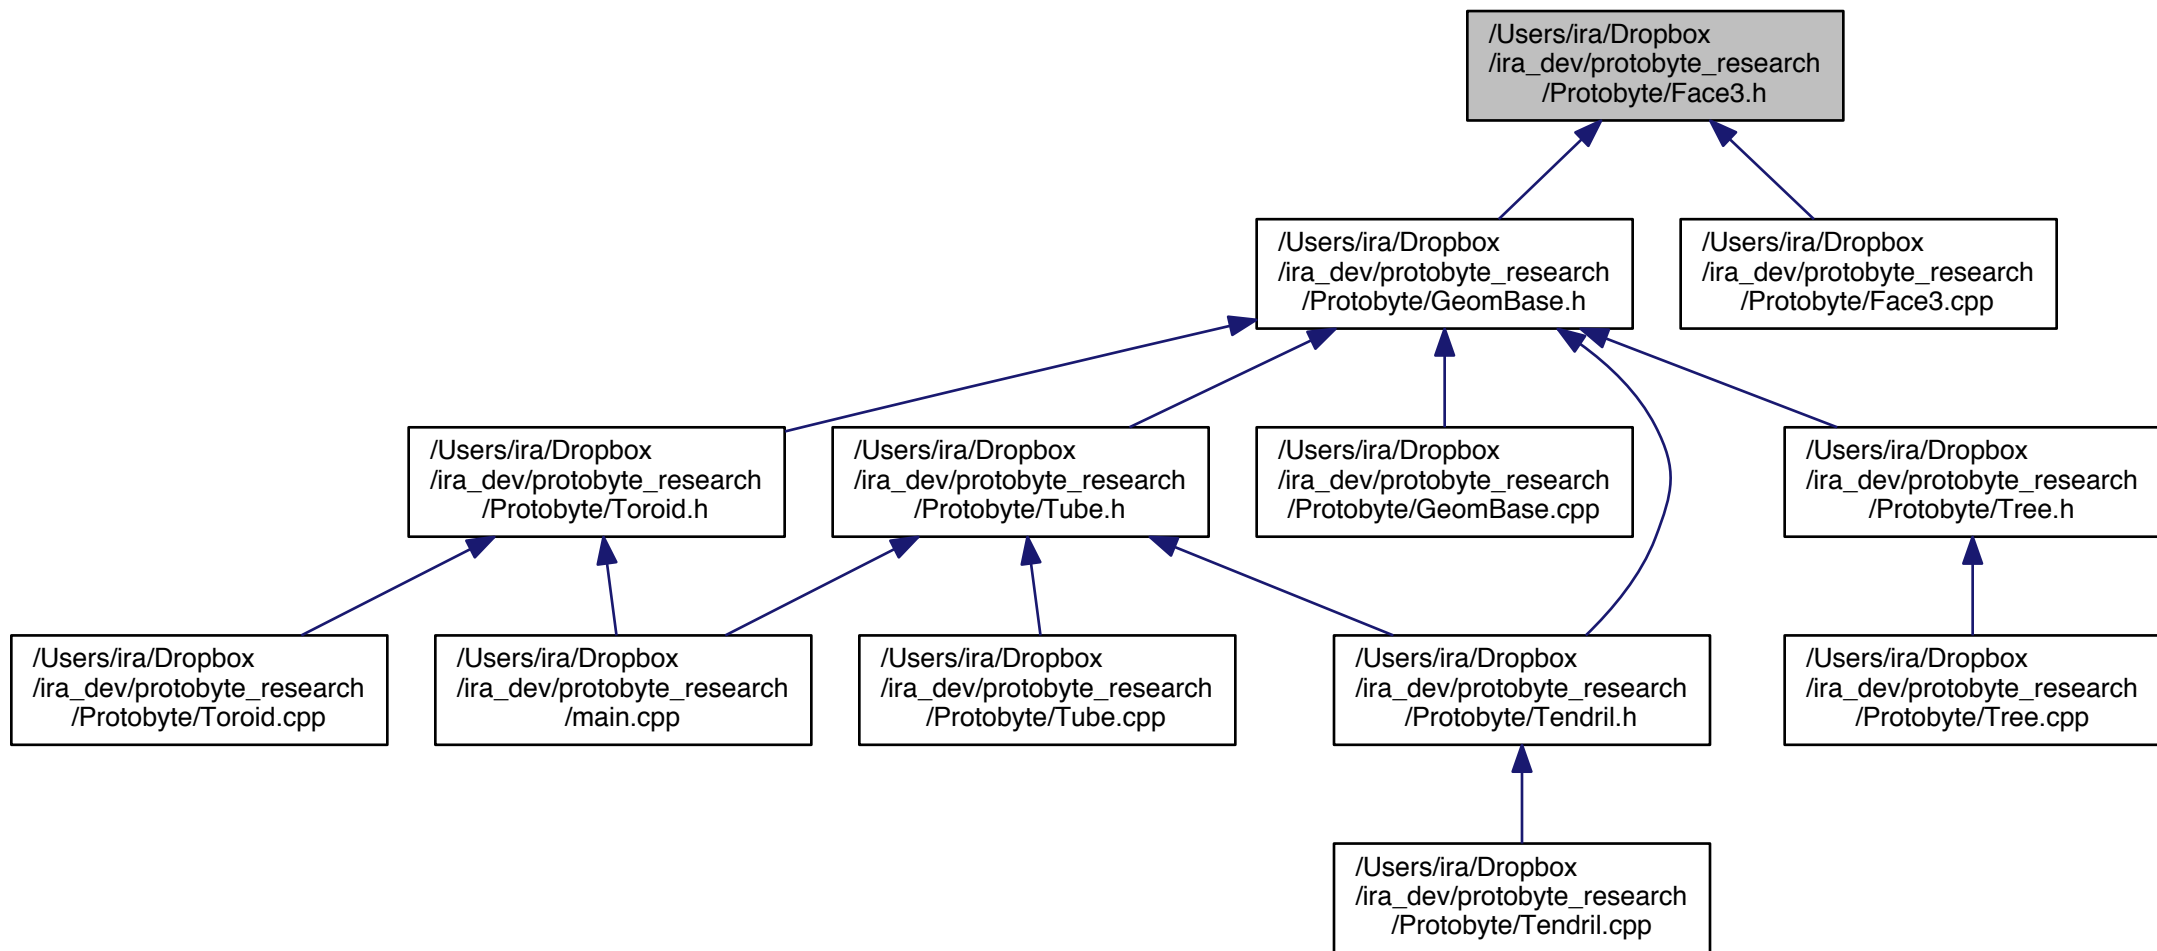 /Users/ira/Dropbox
/ira_dev/protobyte_research
/Protobyte/Face3.h
/Users/ira/Dropbox
/ira_dev/protobyte_research
/Protobyte/GeomBase.h
/Users/ira/Dropbox
/ira_dev/protobyte_research
/Protobyte/Face3.cpp
/Users/ira/Dropbox
/ira_dev/protobyte_research
/Protobyte/Toroid.h
/Users/ira/Dropbox
/ira_dev/protobyte_research
/Protobyte/Tube.h
/Users/ira/Dropbox
/ira_dev/protobyte_research
/Protobyte/GeomBase.cpp
/Users/ira/Dropbox
/ira_dev/protobyte_research
/Protobyte/Tree.h
/Users/ira/Dropbox
/ira_dev/protobyte_research
/Protobyte/Toroid.cpp
/Users/ira/Dropbox
/ira_dev/protobyte_research
/main.cpp
/Users/ira/Dropbox
/ira_dev/protobyte_research
/Protobyte/Tube.cpp
/Users/ira/Dropbox
/ira_dev/protobyte_research
/Protobyte/Tendril.h
/Users/ira/Dropbox
/ira_dev/protobyte_research
/Protobyte/Tree.cpp
/Users/ira/Dropbox
/ira_dev/protobyte_research
/Protobyte/Tendril.cpp